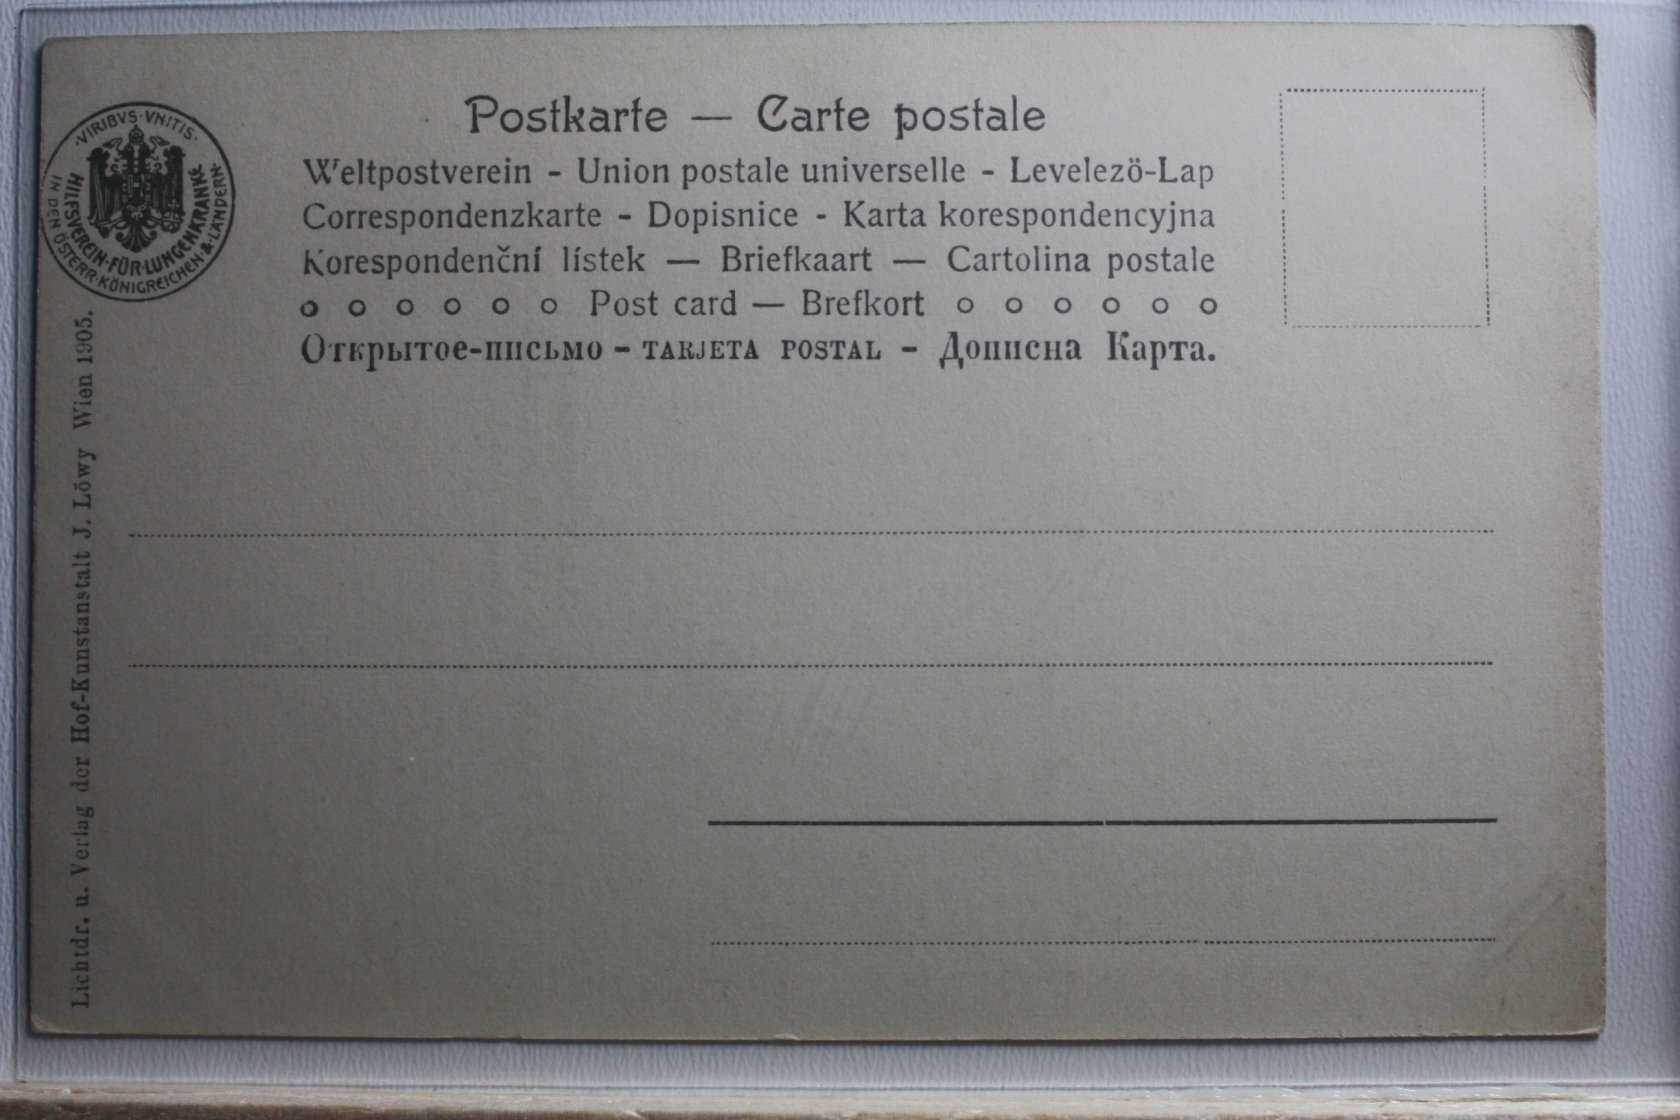 Postkarte — Carte postale
Weltpostverein - Union postale universelle - Levelezö-Lap
Correspondenzkarte - Dopisnice - Karta korespondencyjna
Korespondenční lístek — Briefkaart — Cartolina postale
o o o o o o Post card — Brefkort o o o o o o
Открытое-письмо - TARJETA POSTAL - Дописна Карта.
·VIRIBVS·VNITIS·
HILFSVEREIN·FÜR·LUNGENKRANKE
IN DEN ÖSTERR·KÖNIGREICHEN·&·LÄNDERN
Lichtdr. u. Verlag der Hof-Kunstanstalt J. Löwy Wien 1905.